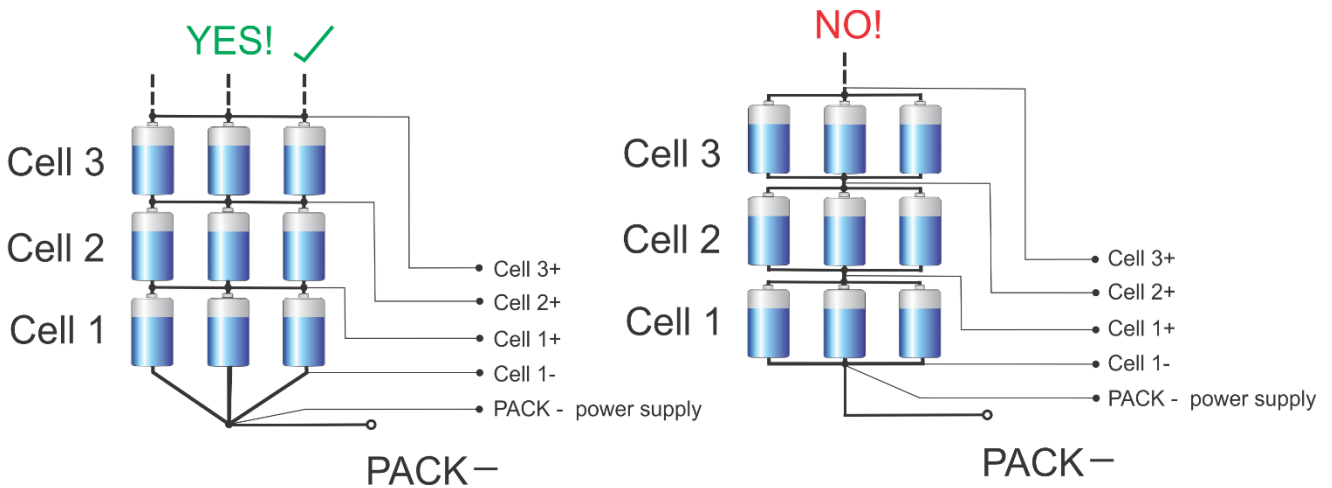 YES!
Cell 3
Cell 2
Cell 1
Cell 3+
Cell 2+
Cell 1+
Cell 1-
PACK - power supply
PACK –
NO!
Cell 3
Cell 2
Cell 1
Cell 3+
Cell 2+
Cell 1+
Cell 1-
PACK - power supply
PACK –